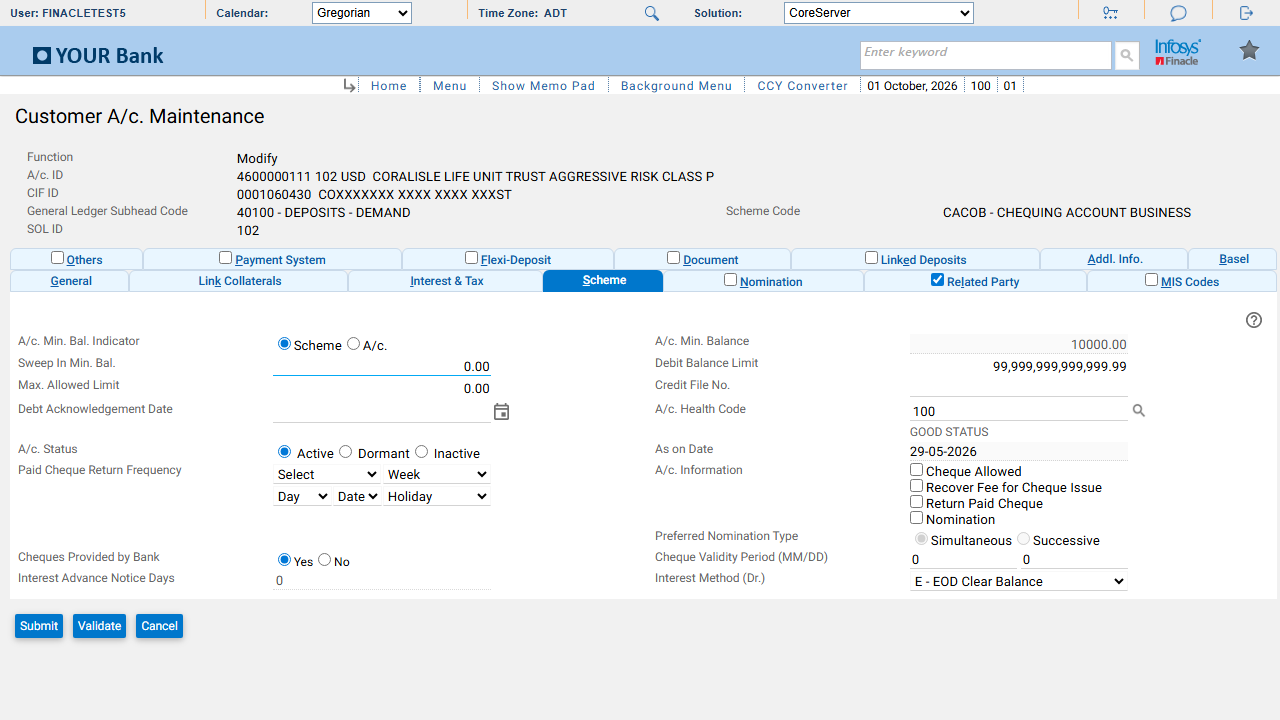 User: FINACLETEST5 Calendar: Gregorian Time Zone: ADT Solution: CoreServer
YOUR Bank Enter keyword Infosys Finacle
Home Menu Show Memo Pad Background Menu CCY Converter 01 October, 2026 100 01
Customer A/c. Maintenance
Function Modify
A/c. ID 4600000111 102 USD CORALISLE LIFE UNIT TRUST AGGRESSIVE RISK CLASS P
CIF ID 0001060430 COXXXXXXX XXXX XXXX XXXST
General Ledger Subhead Code 40100 - DEPOSITS - DEMAND Scheme Code CACOB - CHEQUING ACCOUNT BUSINESS
SOL ID 102
Others Payment System Flexi-Deposit Document Linked Deposits Addl. Info. Basel
General Link Collaterals Interest & Tax Scheme Nomination Related Party MIS Codes
A/c. Min. Bal. Indicator Scheme A/c. A/c. Min. Balance 10000.00
Sweep In Min. Bal. 0.00 Debit Balance Limit 99,999,999,999,999.99
Max. Allowed Limit 0.00 Credit File No.
Debt Acknowledgement Date A/c. Health Code 100
GOOD STATUS
A/c. Status Active Dormant Inactive As on Date 29-05-2026
Paid Cheque Return Frequency Select Week A/c. Information Cheque Allowed
Day Date Holiday Recover Fee for Cheque Issue
Return Paid Cheque
Nomination
Preferred Nomination Type Simultaneous Successive
Cheques Provided by Bank Yes No Cheque Validity Period (MM/DD) 0 0
Interest Advance Notice Days 0 Interest Method (Dr.) E - EOD Clear Balance
Submit Validate Cancel